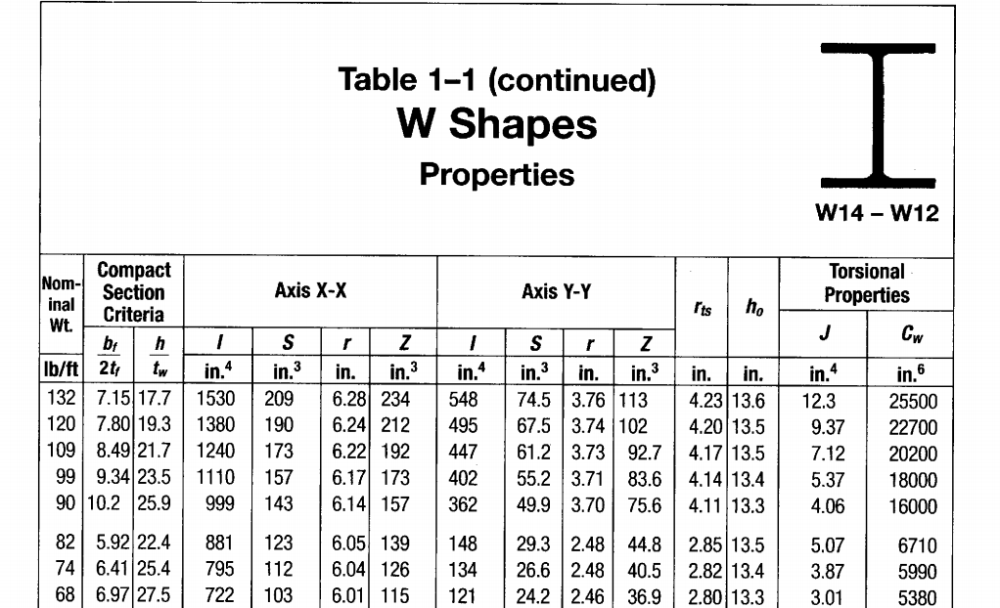 Table 1–1 (continued)
W Shapes
Properties
W14 – W12
Nom-
inal
Wt.
Compact
Section
Criteria
Axis X-X
Axis Y-Y
rts
ho
Torsional
Properties
bf
2tf
h
tw
I
S
r
Z
I
S
r
Z
J
Cw
lb/ft
in.⁴ in.³ in. in.³ in.⁴ in.³ in. in.³ in. in. in.⁴ in.⁶
132 7.15 17.7 1530 209 6.28 234 548 74.5 3.76 113 4.23 13.6 12.3 25500
120 7.80 19.3 1380 190 6.24 212 495 67.5 3.74 102 4.20 13.5 9.37 22700
109 8.49 21.7 1240 173 6.22 192 447 61.2 3.73 92.7 4.17 13.5 7.12 20200
99 9.34 23.5 1110 157 6.17 173 402 55.2 3.71 83.6 4.14 13.4 5.37 18000
90 10.2 25.9 999 143 6.14 157 362 49.9 3.70 75.6 4.11 13.3 4.06 16000
82 5.92 22.4 881 123 6.05 139 148 29.3 2.48 44.8 2.85 13.5 5.07 6710
74 6.41 25.4 795 112 6.04 126 134 26.6 2.48 40.5 2.82 13.4 3.87 5990
68 6.97 27.5 722 103 6.01 115 121 24.2 2.46 36.9 2.80 13.3 3.01 5380